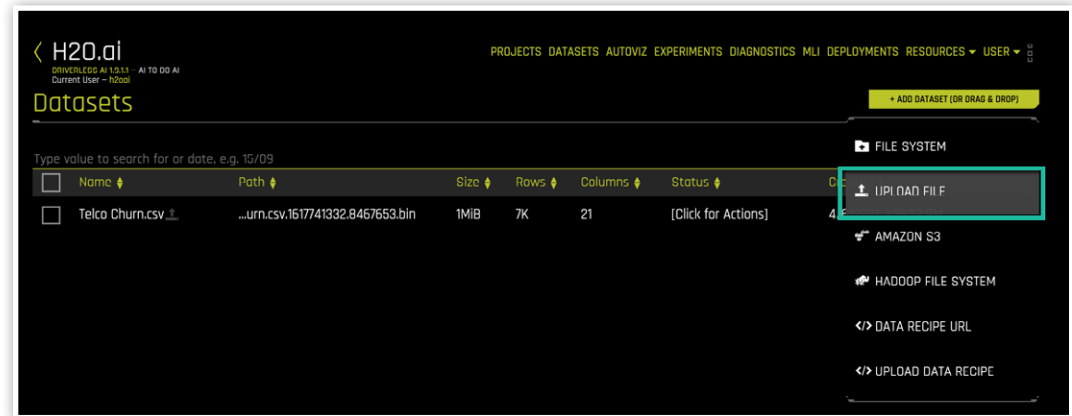 H2O.ai
PROJECTS DATASETS AUTOVIZ EXPERIMENTS DIAGNOSTICS MLI DEPLOYMENTS RESOURCES USER
DRIVERLESS AI 1.9.1.1 – AI TO DO AI
Current User – h2oai
Datasets
+ ADD DATASET (OR DRAG & DROP)
FILE SYSTEM
Type value to search for or date, e.g. 15/09
Name Path Size Rows Columns Status
UPLOAD FILE
Telco Churn.csv ...urn.csv.1617741332.8467653.bin 1MiB 7K 21 [Click for Actions]
AMAZON S3
HADOOP FILE SYSTEM
</> DATA RECIPE URL
</> UPLOAD DATA RECIPE